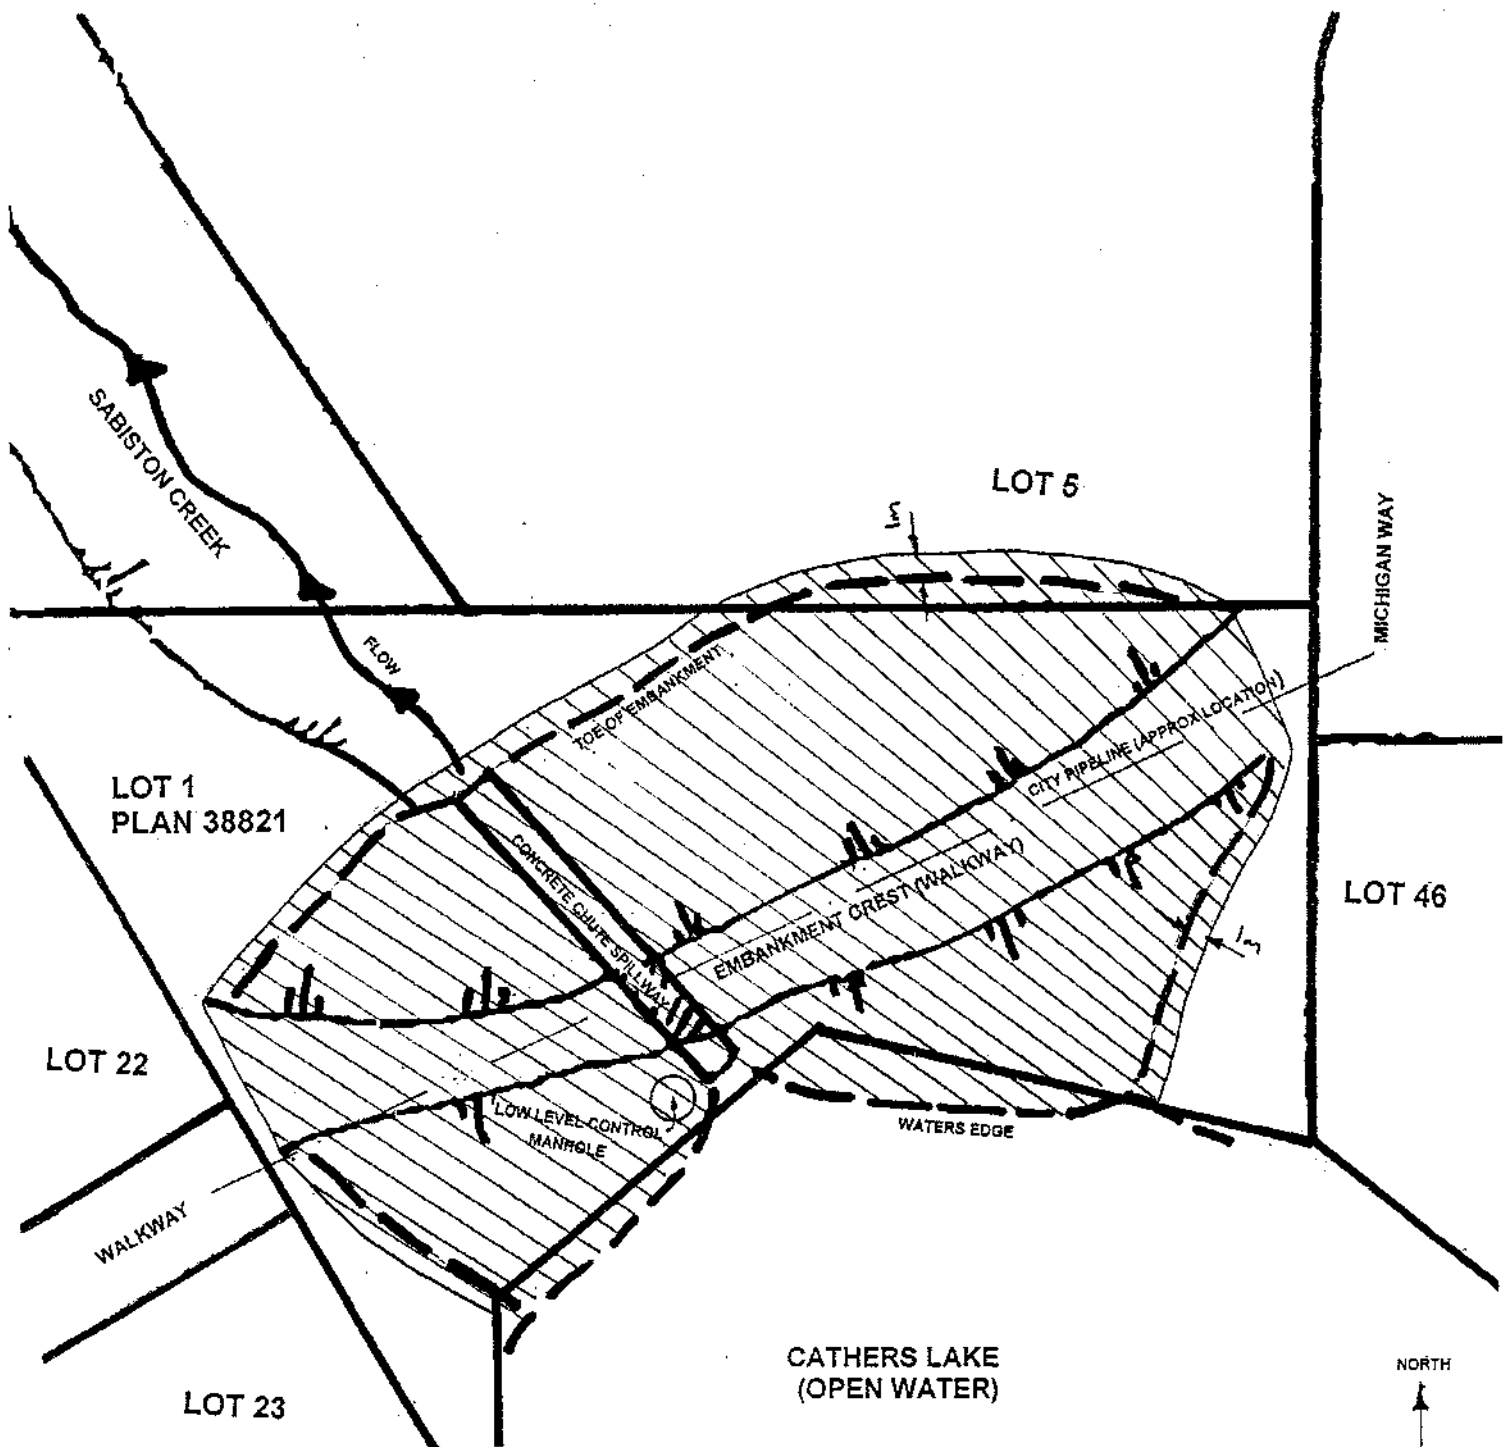 LOT 5
MICHIGAN WAY
SABISTON CREEK
FLOW
TOE OF EMBANKMENT
CITY PIPELINE (APPROX LOCATION)
LOT 1
PLAN 38821
CONCRETE CHUTE SPILLWAY
EMBANKMENT CREST (WALKWAY)
LOT 46
1m
LOT 22
LOW LEVEL CONTROL
MANHOLE
WATERS EDGE
WALKWAY
CATHERS LAKE
(OPEN WATER)
NORTH
LOT 23